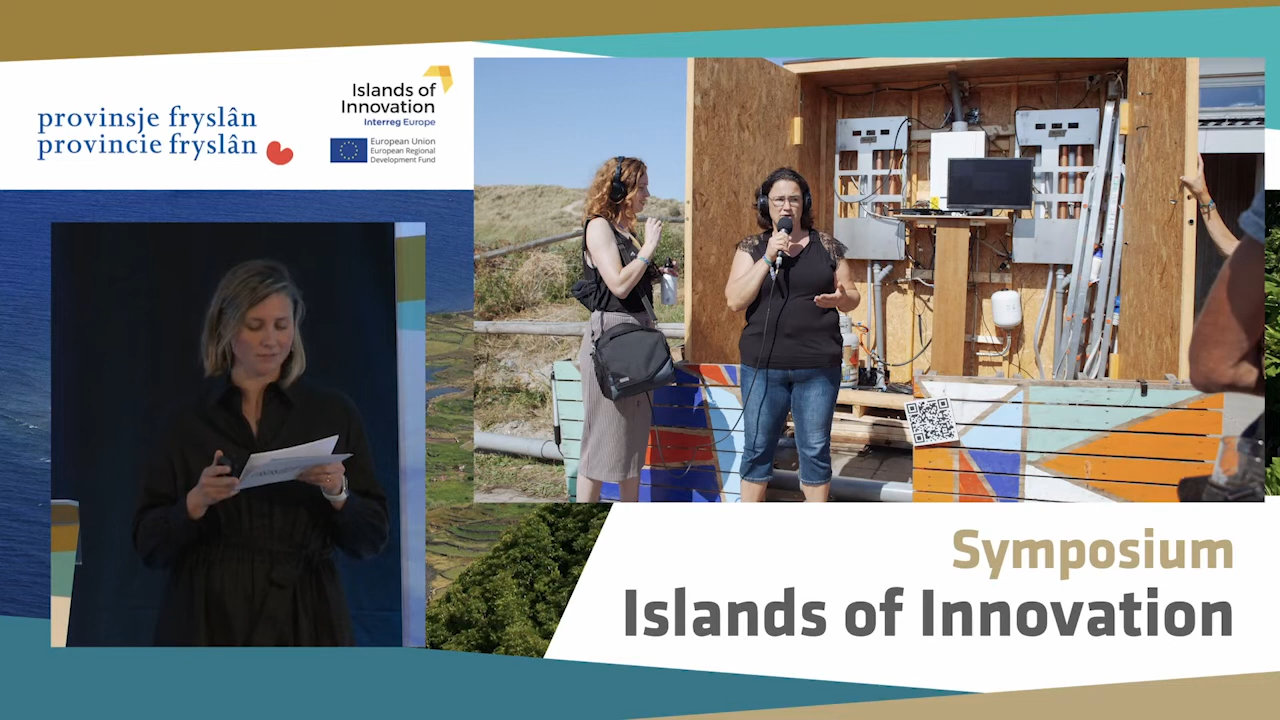 provinsje fryslân
provincie fryslân
Islands of
Innovation
Interreg Europe
European Union
European Regional
Development Fund
Symposium
Islands of Innovation